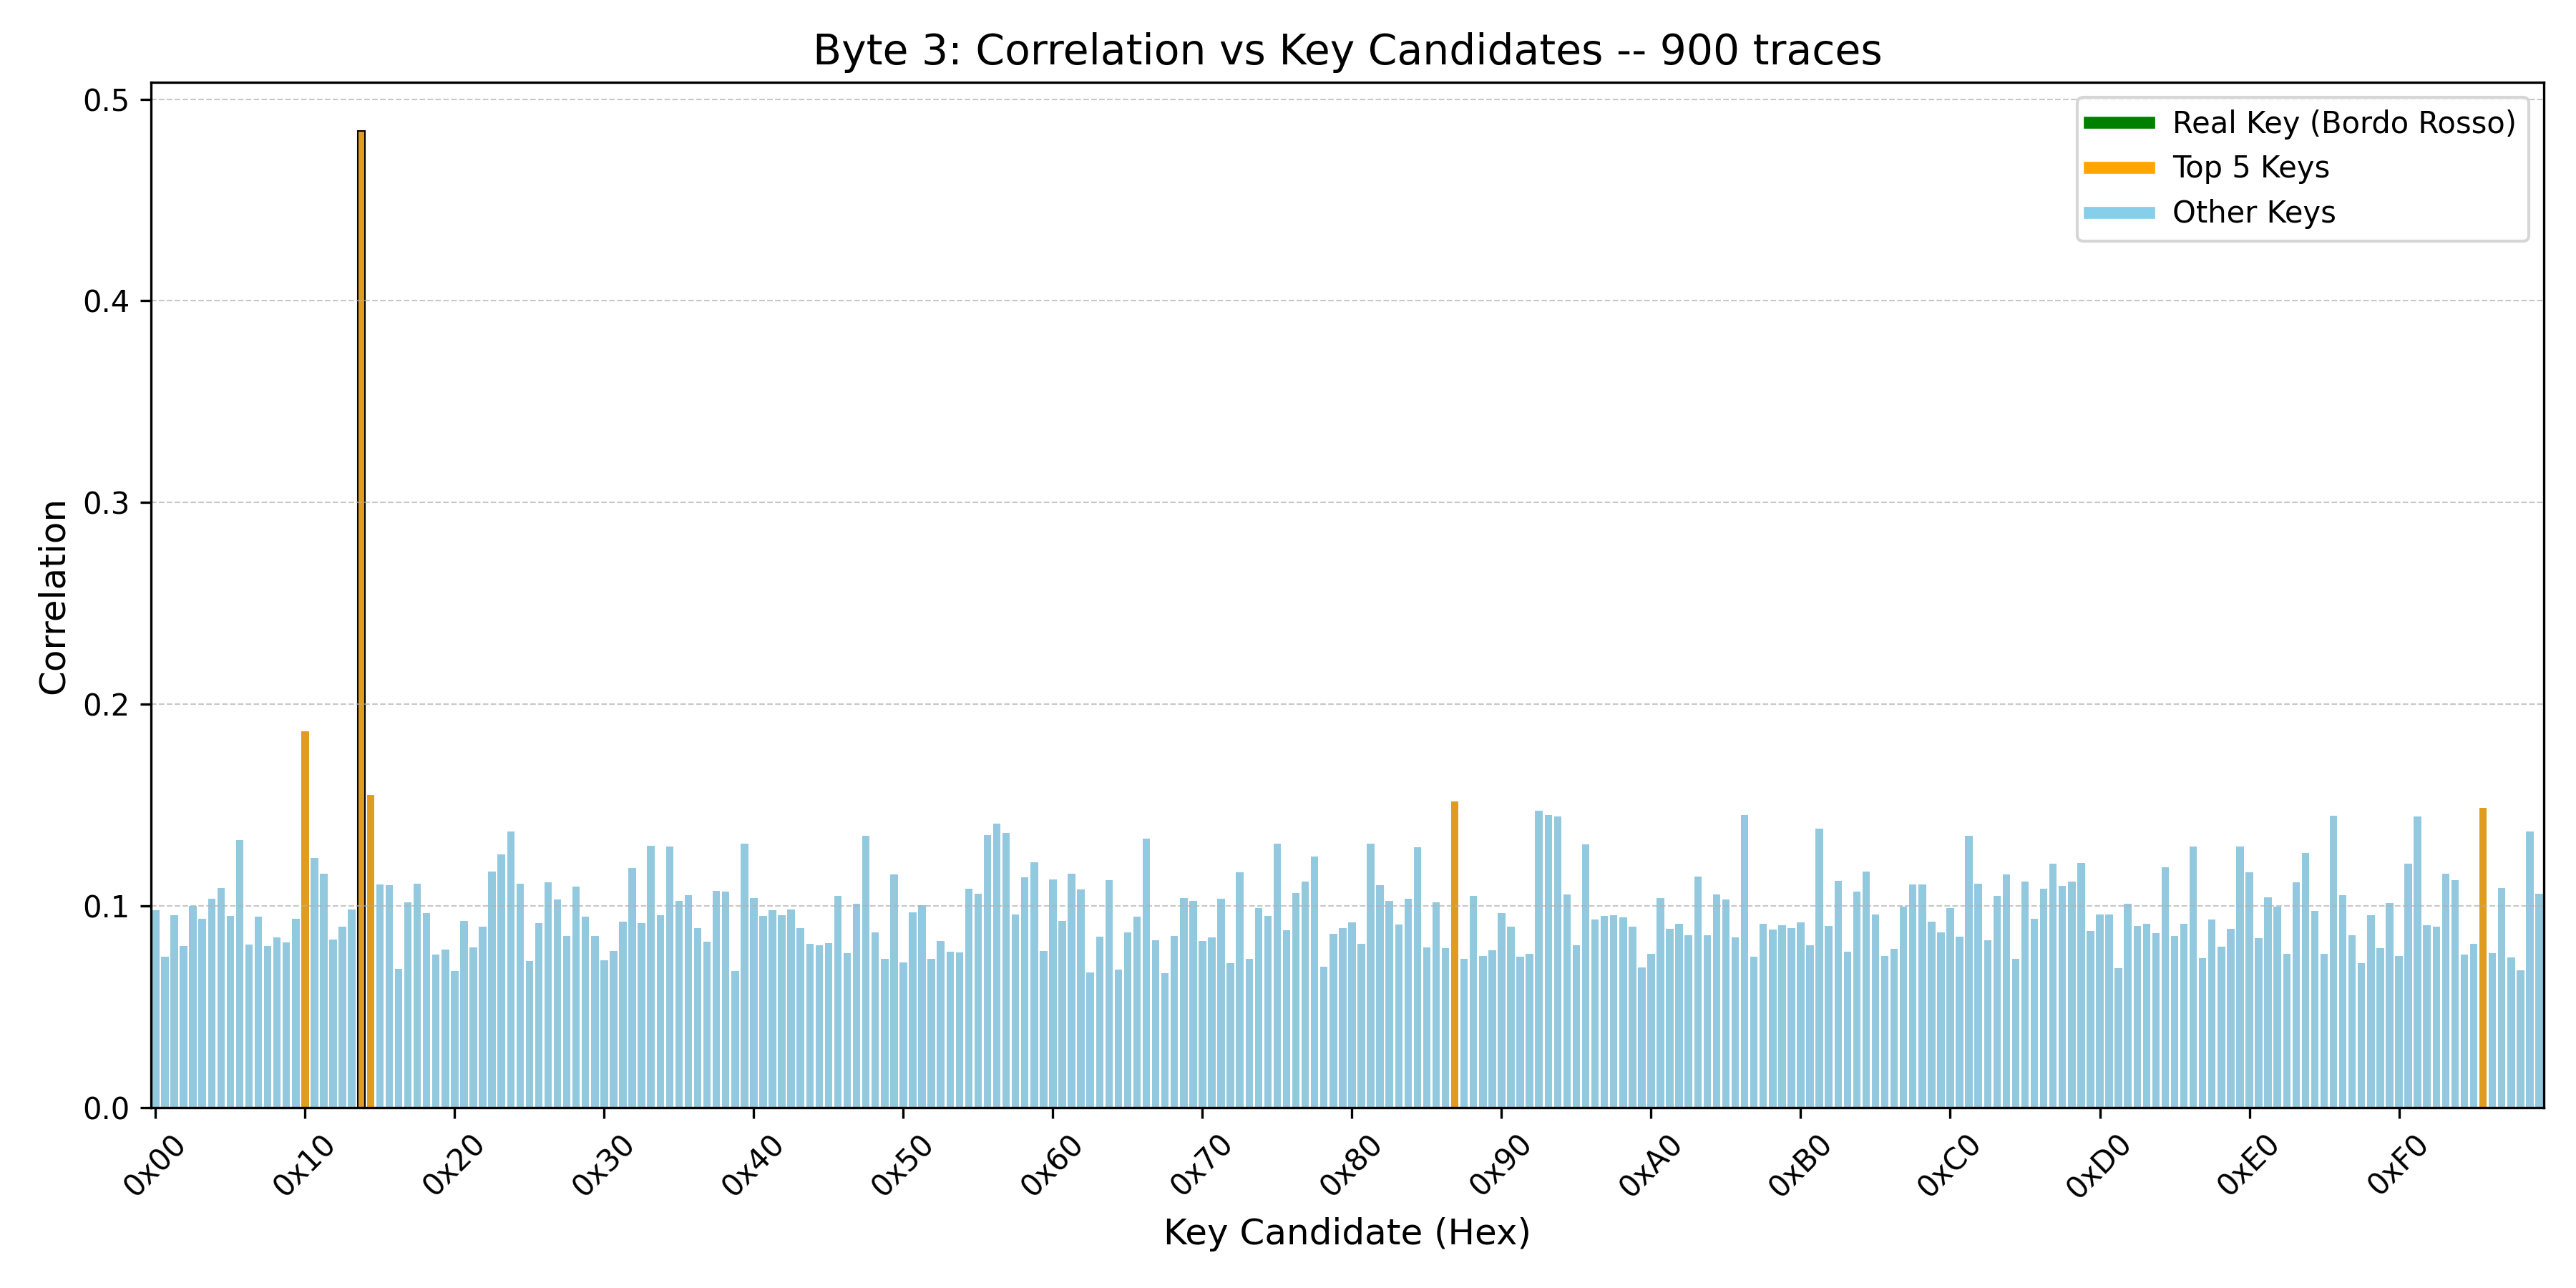 Byte 3: Correlation vs Key Candidates -- 900 traces
Real Key (Bordo Rosso)
Top 5 Keys
Other Keys
Correlation
0.5
0.4
0.3
0.2
0.1
0.0
0x00 0x10 0x20 0x30 0x40 0x50 0x60 0x70 0x80 0x90 0xA0 0xB0 0xC0 0xD0 0xE0 0xF0
Key Candidate (Hex)